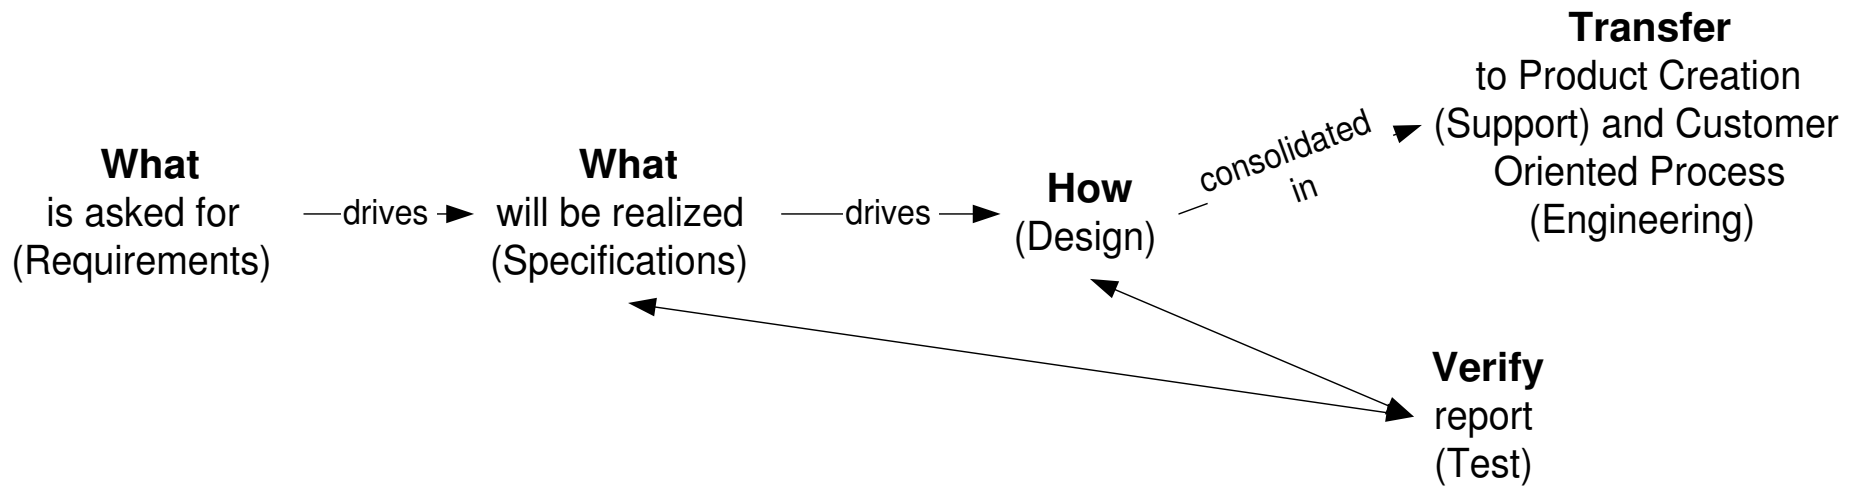 What
is asked for
(Requirements)
drives
What
will be realized
(Specifications)
drives
How
(Design)
consolidated
in
Transfer
to Product Creation
(Support) and Customer
Oriented Process
(Engineering)
Verify
report
(Test)